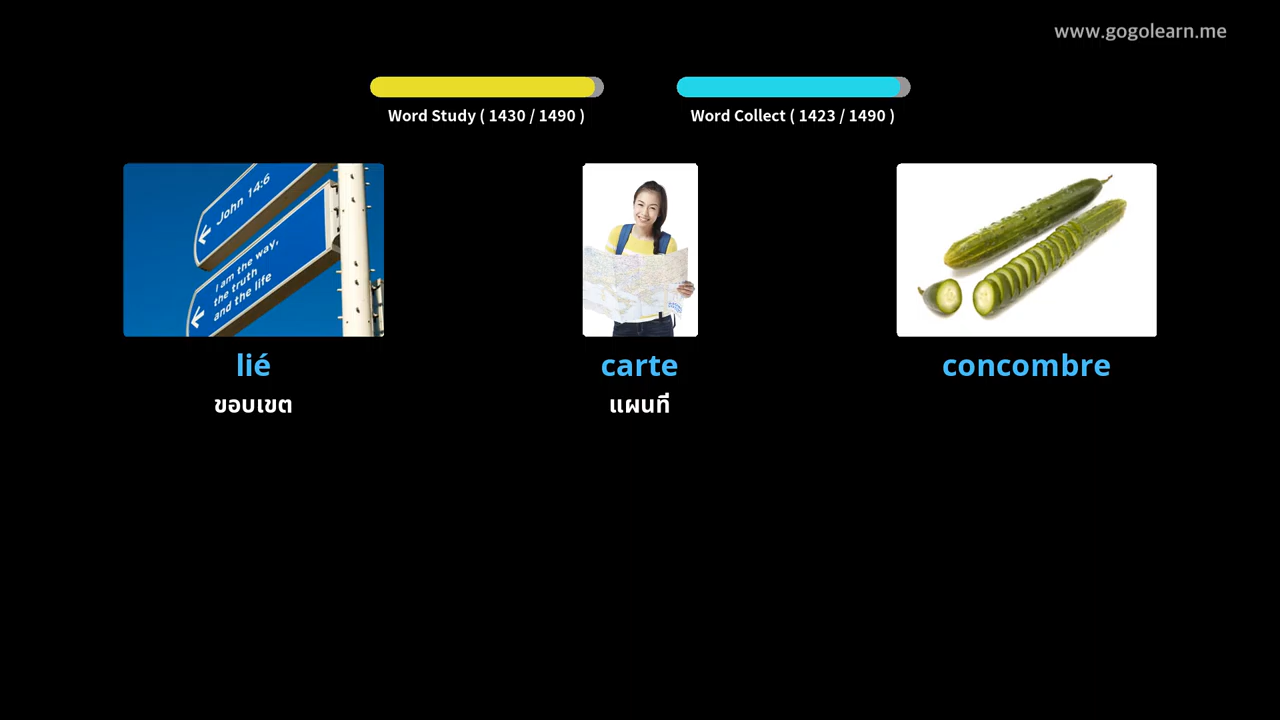 www.gogolearn.me
Word Study ( 1430 / 1490 )
Word Collect ( 1423 / 1490 )
John 14:6
I am the way,
the truth
and the life
lié
carte
concombre
ขอบเขต
แผนที่